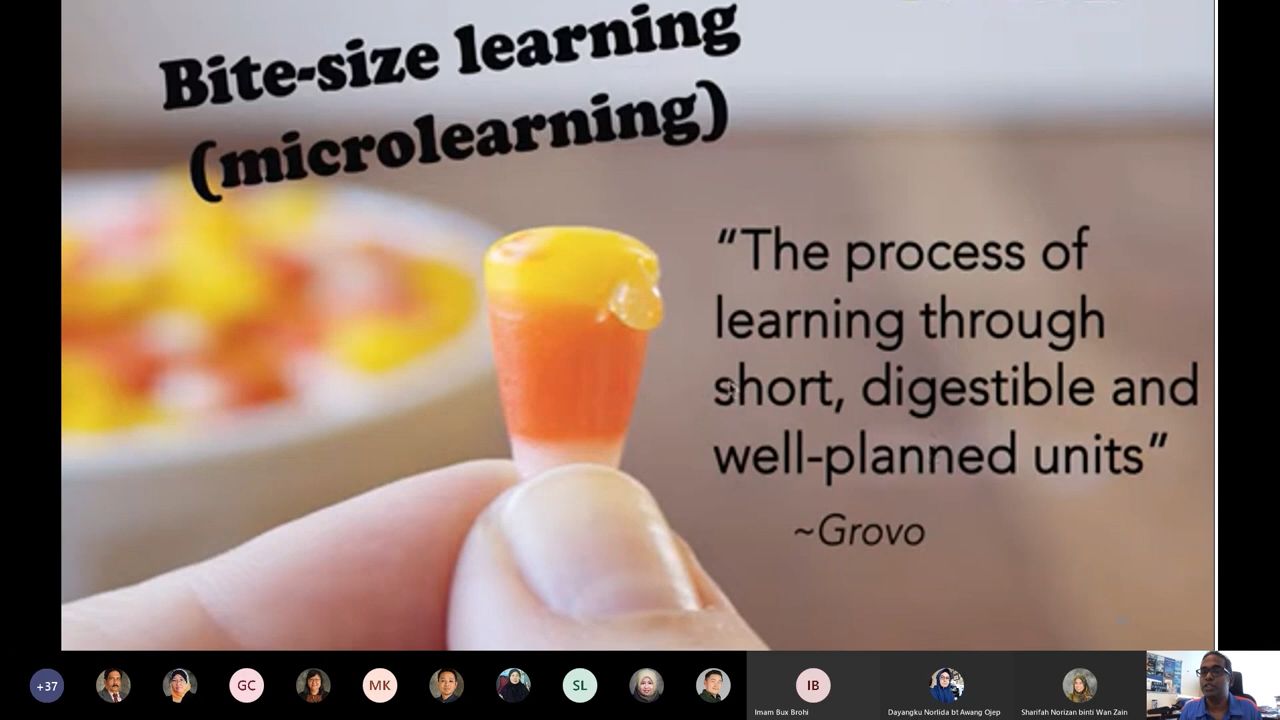 Bite-size learning
(microlearning)
“The process of
learning through
short, digestible and
well-planned units”
~Grovo
+37
GC
MK
SL
IB
Imam Bux Brohi
Dayangku Norlida bt Awang Ojep
Sharifah Norizan binti Wan Zain